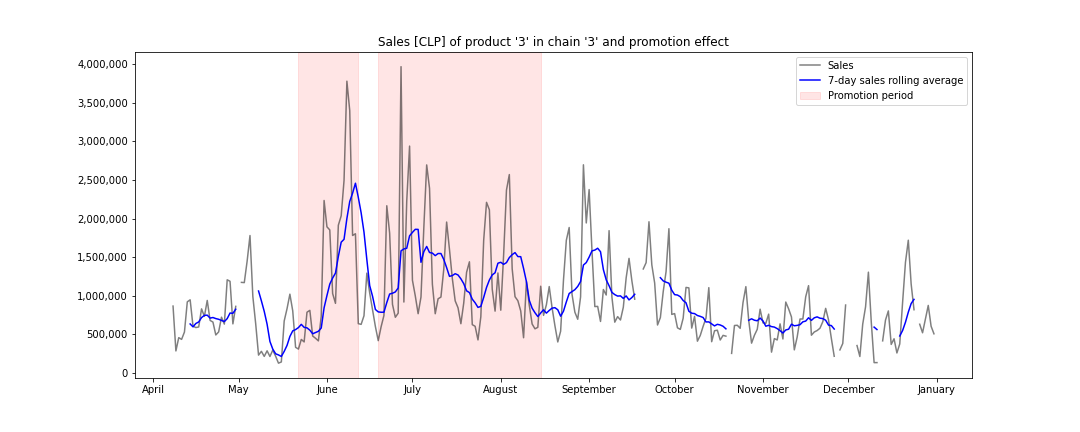 Sales [CLP] of product '3' in chain '3' and promotion effect
Sales
7-day sales rolling average
Promotion period
4,000,000
3,500,000
3,000,000
2,500,000
2,000,000
1,500,000
1,000,000
500,000
0
April May June July August September October November December January